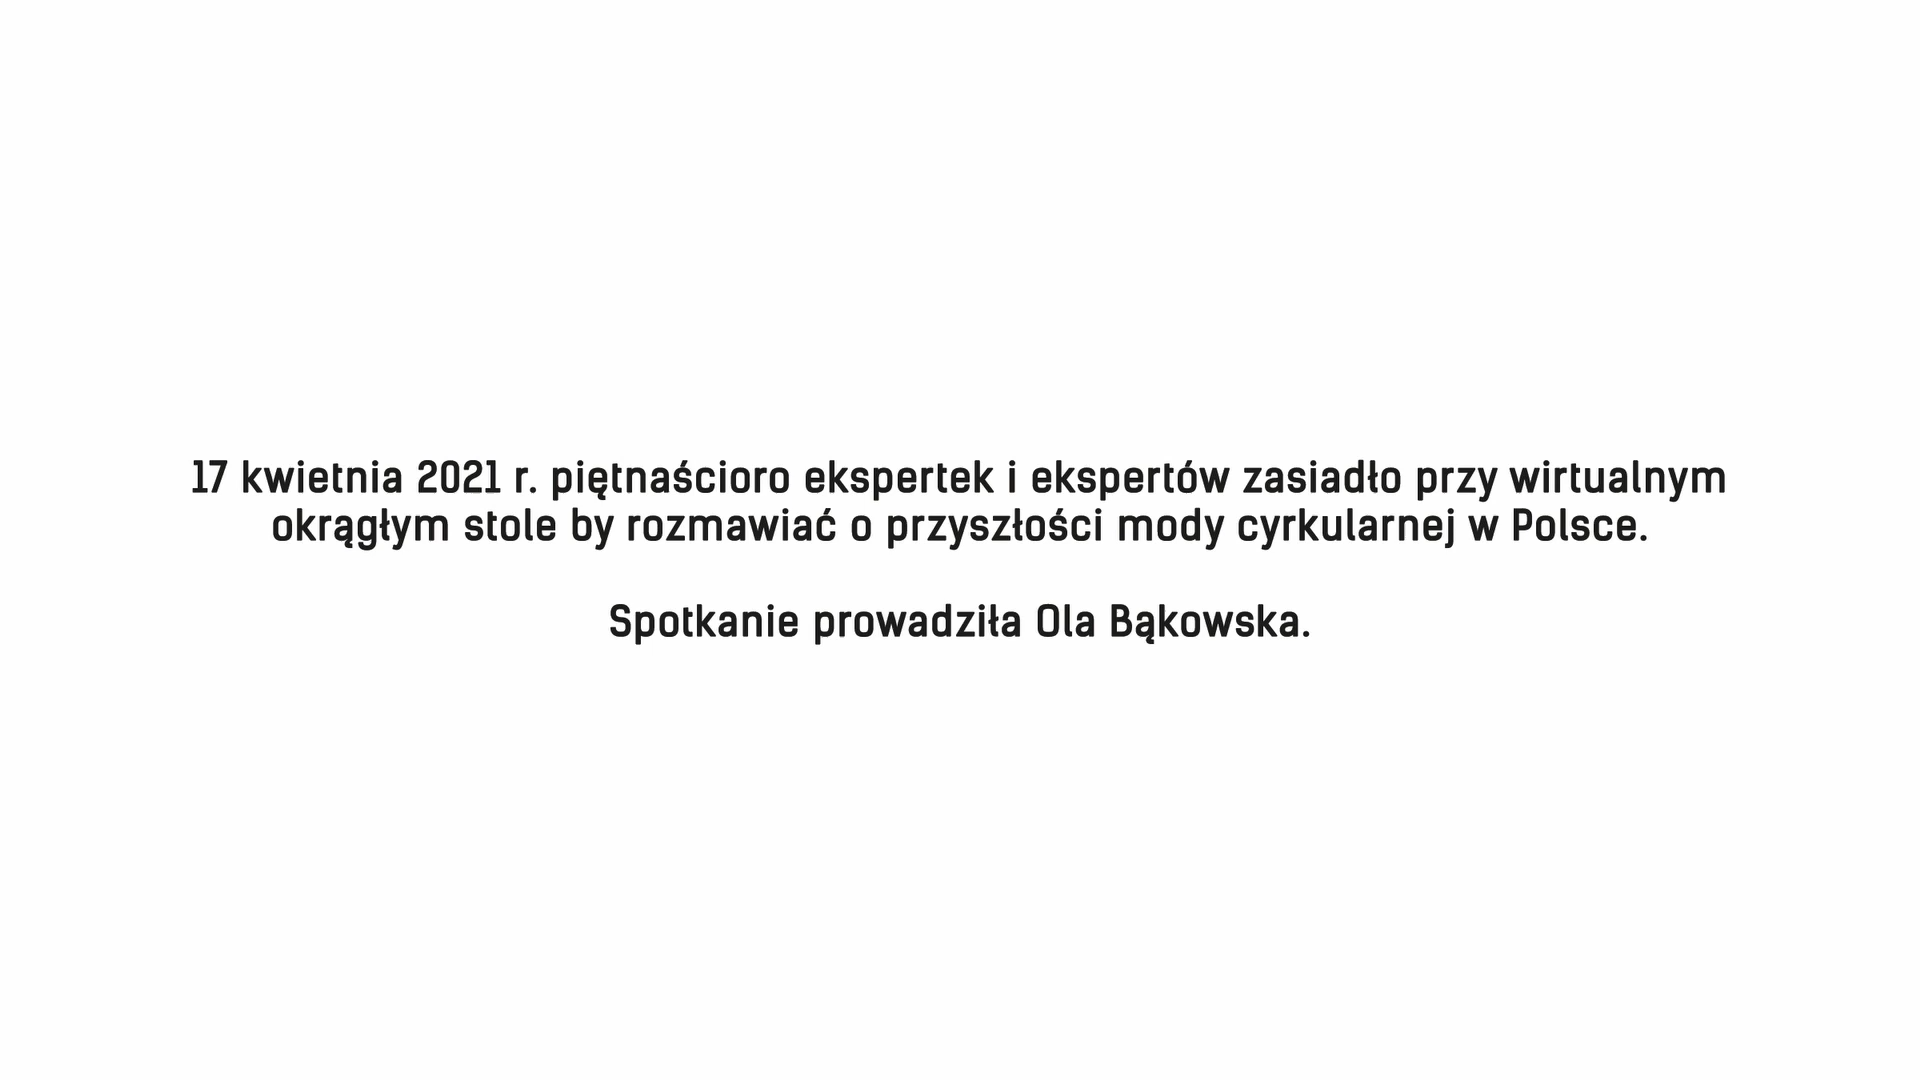 17 kwietnia 2021 r. piętnaścioro ekspertek i ekspertów zasiadło przy wirtualnym
okrągłym stole by rozmawiać o przyszłości mody cyrkularnej w Polsce.
Spotkanie prowadziła Ola Bąkowska.